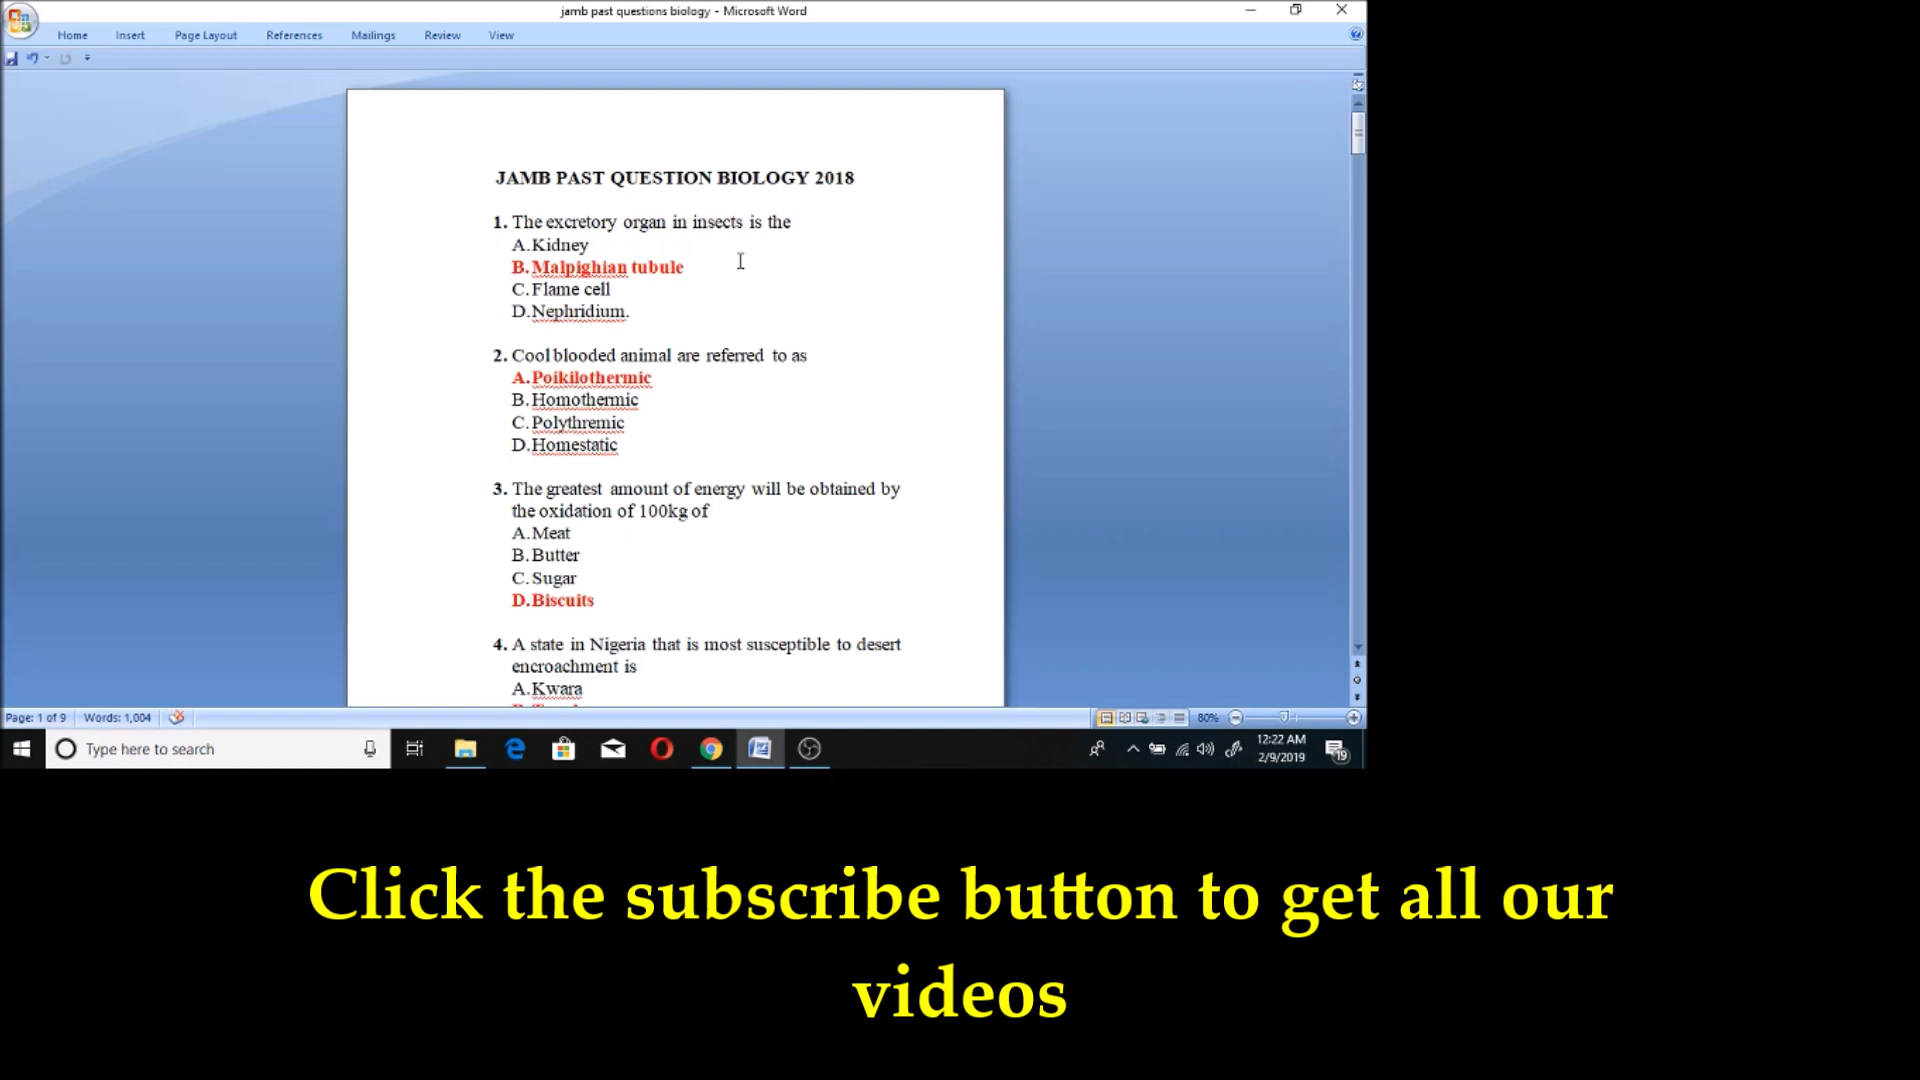 jamb past questions biology - Microsoft Word
Home Insert Page Layout References Mailings Review View
JAMB PAST QUESTION BIOLOGY 2018
1. The excretory organ in insects is the
A. Kidney
B. Malpighian tubule
C. Flame cell
D. Nephridium.
2. Cool blooded animal are referred to as
A. Poikilothermic
B. Homothermic
C. Polythremic
D. Homestatic
3. The greatest amount of energy will be obtained by
the oxidation of 100kg of
A. Meat
B. Butter
C. Sugar
D. Biscuits
4. A state in Nigeria that is most susceptible to desert
encroachment is
A. Kwara
Page: 1 of 9 Words: 1,004 80%
Type here to search
12:22 AM
2/9/2019
19
Click the subscribe button to get all our
videos